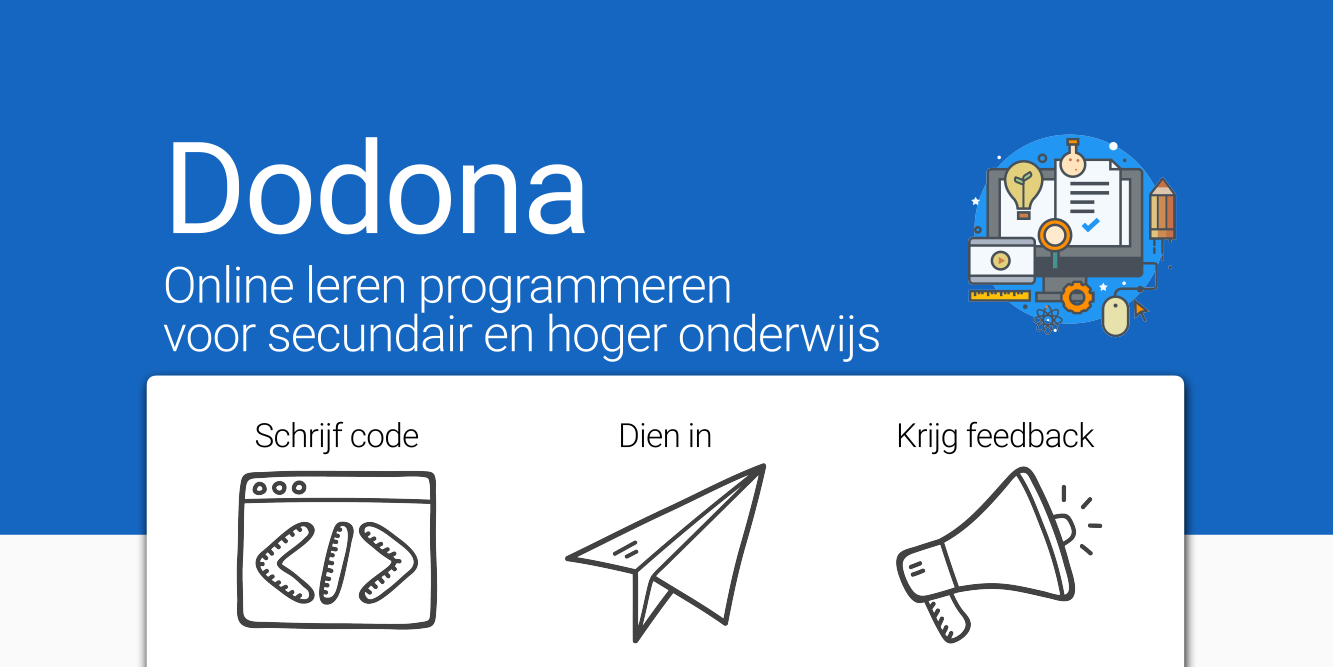 Dodona
Online leren programmeren
voor secundair en hoger onderwijs
Schrijf code
Dien in
Krijg feedback